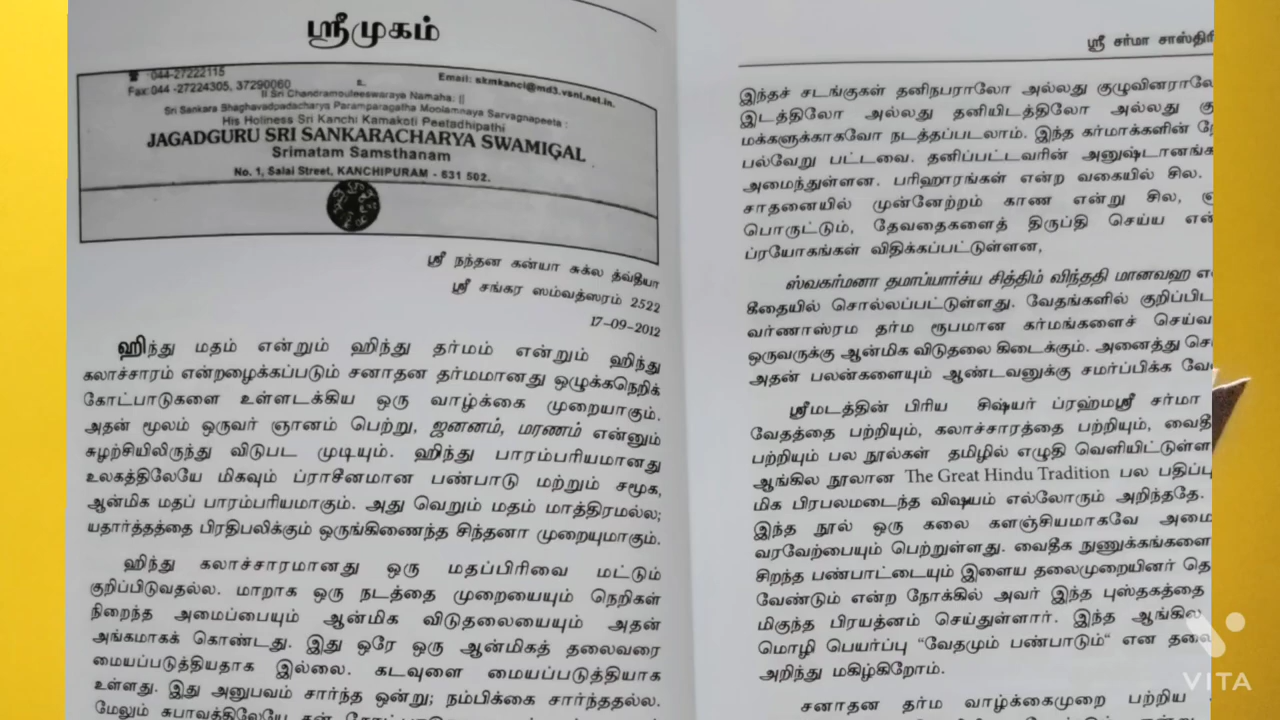 ஸ்ரீமுகம்
☎ :044-27222115
Fax:044 -27224305, 37290060
Email: skmkanci@md3.vsnl.net.in.
|| Sri Chandramouleeswaraya Namaha: ||
Sri Sankara Bhaghavadpadacharya Paramparagatha Moolamnaya Sarvagnapeeta :
His Holiness Sri Kanchi Kamakoti Peetadhipathi
JAGADGURU SRI SANKARACHARYA SWAMIGAL
Srimatam Samsthanam
No. 1, Salai Street, KANCHIPURAM - 631 502.
ஸ்ரீ நந்தன கன்யா சுக்ல த்வ்தியா
ஸ்ரீ சங்கர ஸம்வத்ஸரம் 2522
17-09-2012
ஹிந்து மதம் என்றும் ஹிந்து தர்மம் என்றும் ஹிந்து
கலாச்சாரம் என்றழைக்கப்படும் சனாதன தர்மமானது ஒழுக்கநெறிக்
கோட்பாடுகளை உள்ளடக்கிய ஒரு வாழ்க்கை முறையாகும்.
அதன் மூலம் ஒருவர் ஞானம் பெற்று, ஜனனம், மரணம் என்னும்
சுழற்சியிலிருந்து விடுபட முடியும். ஹிந்து பாரம்பரியமானது
உலகத்திலேயே மிகவும் ப்ராசீனமான பண்பாடு மற்றும் சமூக,
ஆன்மிக மதப் பாரம்பரியமாகும். அது வெறும் மதம் மாத்திரமல்ல;
யதார்த்தத்தை பிரதிபலிக்கும் ஒருங்கிணைந்த சிந்தனா முறையுமாகும்.
ஹிந்து கலாச்சாரமானது ஒரு மதப்பிரிவை மட்டும்
குறிப்பிடுவதல்ல. மாறாக ஒரு நடத்தை முறையையும் நெறிகள்
நிறைந்த அமைப்பையும் ஆன்மிக விடுதலையையும் அதன்
அங்கமாகக் கொண்டது. இது ஒரே ஒரு ஆன்மிகத் தலைவரை
மையப்படுத்தியதாக இல்லை. கடவுளை மையப்படுத்தியாக
உள்ளது. இது அனுபவம் சார்ந்த ஒன்று; நம்பிக்கை சார்ந்ததல்ல.
மேலும் சுபாவத்திலேயே தன்
ஸ்ரீ சர்மா சாஸ்திரி
இந்தச் சடங்குகள் தனிநபராலோ அல்லது குழுவினராலோ
இடத்திலோ அல்லது தனியிடத்திலோ அல்லது கு
மக்களுக்காகவோ நடத்தப்படலாம். இந்த கர்மாக்களின் நே
பல்வேறு பட்டவை. தனிப்பட்டவரின் அனுஷ்டானங்க
அமைந்துள்ளன. பரிஹாரங்கள் என்ற வகையில் சில.
சாதனையில் முன்னேற்றம் காண என்று சில,
பொருட்டும், தேவதைகளைத் திருப்தி செய்ய என்
ப்ரயோகங்கள் விதிக்கப்பட்டுள்ளன,
ஸ்வகர்மனா தமாப்யார்ச்ய சித்திம் விந்ததி மானவஹ எ
கீதையில் சொல்லப்பட்டுள்ளது. வேதங்களில் குறிப்பிட
வர்ணாஸ்ரம தர்ம ரூபமான கர்மங்களைச் செய்வ
ஒருவருக்கு ஆன்மிக விடுதலை கிடைக்கும். அனைத்து செ
அதன் பலன்களையும் ஆண்டவனுக்கு சமர்ப்பிக்க வே
ஸ்ரீமடத்தின் பிரிய சிஷ்யர் ப்ரஹ்மஸ்ரீ சர்மா
வேதத்தை பற்றியும், கலாச்சாரத்தை பற்றியும், வைதீ
பற்றியும் பல நூல்கள் தமிழில் எழுதி வெளியிட்டுள்ள
ஆங்கில நூலான The Great Hindu Tradition பல பதிப்பு
மிக பிரபலமடைந்த விஷயம் எல்லோரும் அறிந்ததே.
இந்த நூல் ஒரு கலை களஞ்சியமாகவே அமை
வரவேற்பையும் பெற்றுள்ளது. வைதீக நுணுக்கங்களை
சிறந்த பண்பாட்டையும் இளைய தலைமுறையினர் தெ
வேண்டும் என்ற நோக்கில் அவர் இந்த புஸ்தகத்தை
மிகுந்த பிரயத்னம் செய்துள்ளார். இந்த ஆங்கில
மொழி பெயர்ப்பு "வேதமும் பண்பாடும்" என தலை
அறிந்து மகிழ்கிறோம்.
சனாதன தர்ம வாழ்க்கைமுறை பற்றிய
VITA